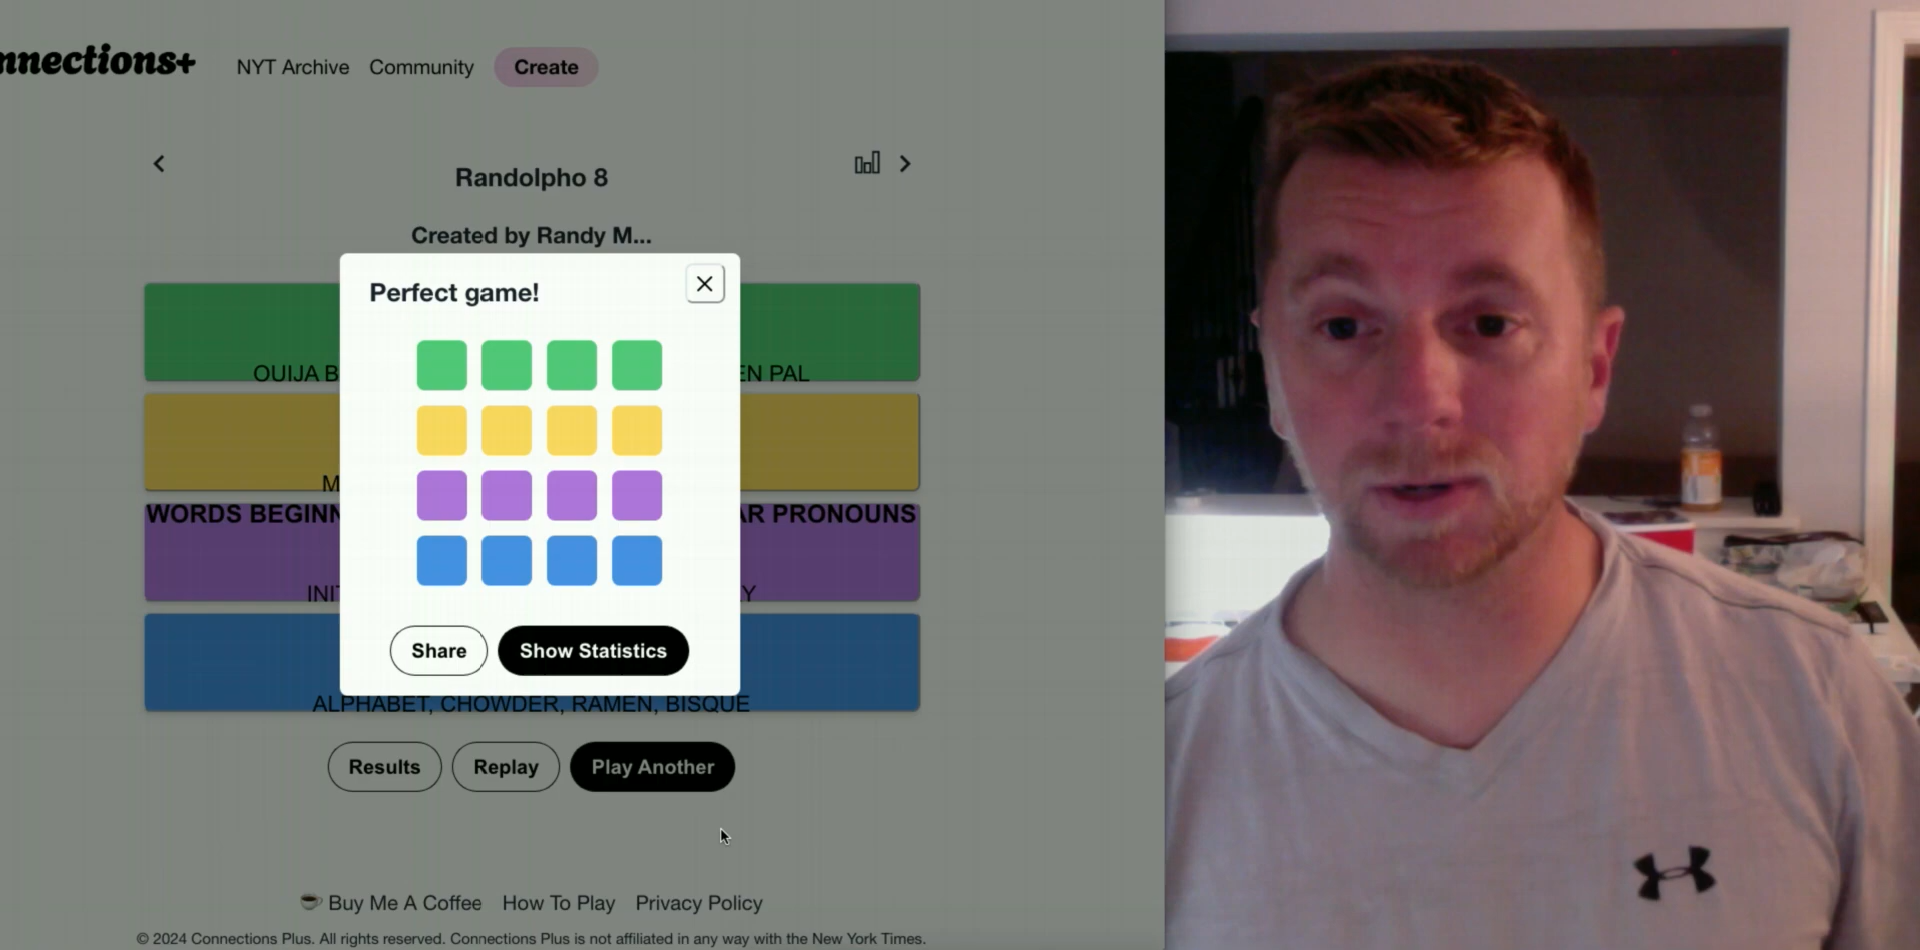 nnections+
NYT Archive Community Create
Randolpho 8
Created by Randy M...
Perfect game!
OUIJA B EN PAL
M
WORDS BEGINN AR PRONOUNS
INIT Y
Share Show Statistics
ALPHABET, CHOWDER, RAMEN, BISQUE
Results Replay Play Another
Buy Me A Coffee How To Play Privacy Policy
© 2024 Connections Plus. All rights reserved. Connections Plus is not affiliated in any way with the New York Times.